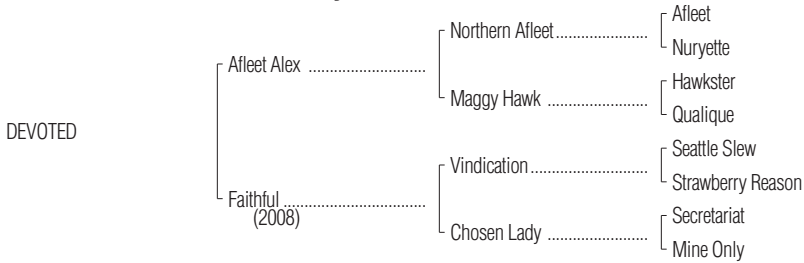 Afleet
Northern Afleet......................
Nuryette
Afleet Alex ............................
Hawkster
Maggy Hawk ........................
Qualique
DEVOTED
Seattle Slew
Vindication............................
Strawberry Reason
Faithful ..................................
(2008)
Secretariat
Chosen Lady ........................
Mine Only